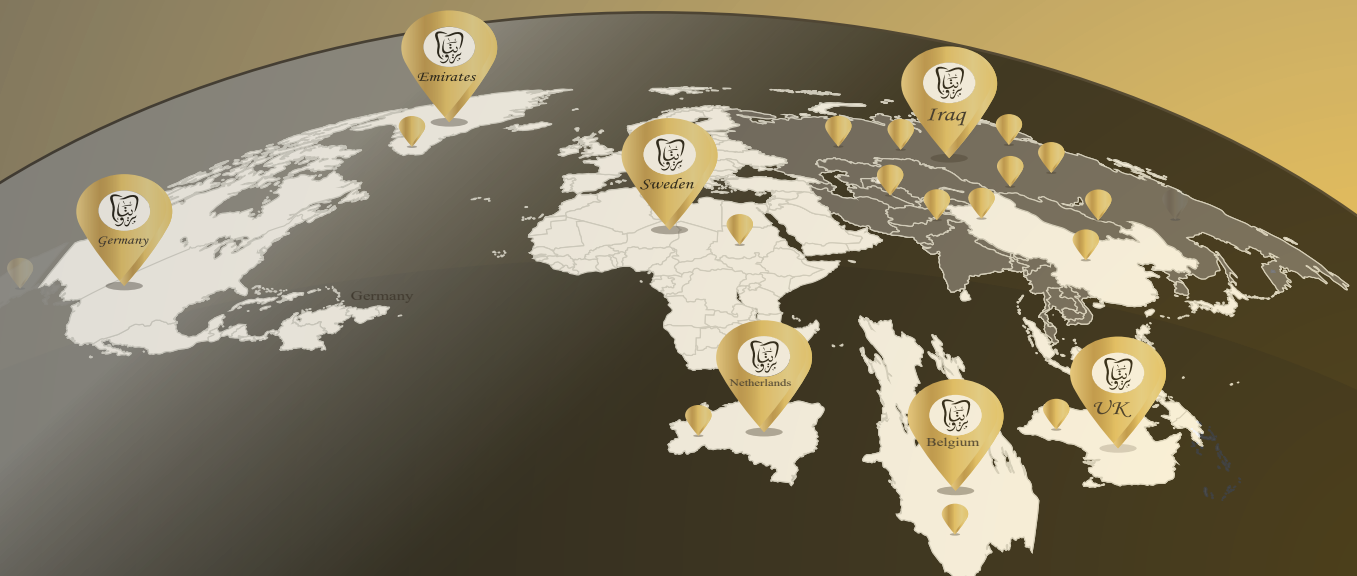 Emirates
Iraq
Sweden
Germany
Germany
Netherlands
UK
Belgium